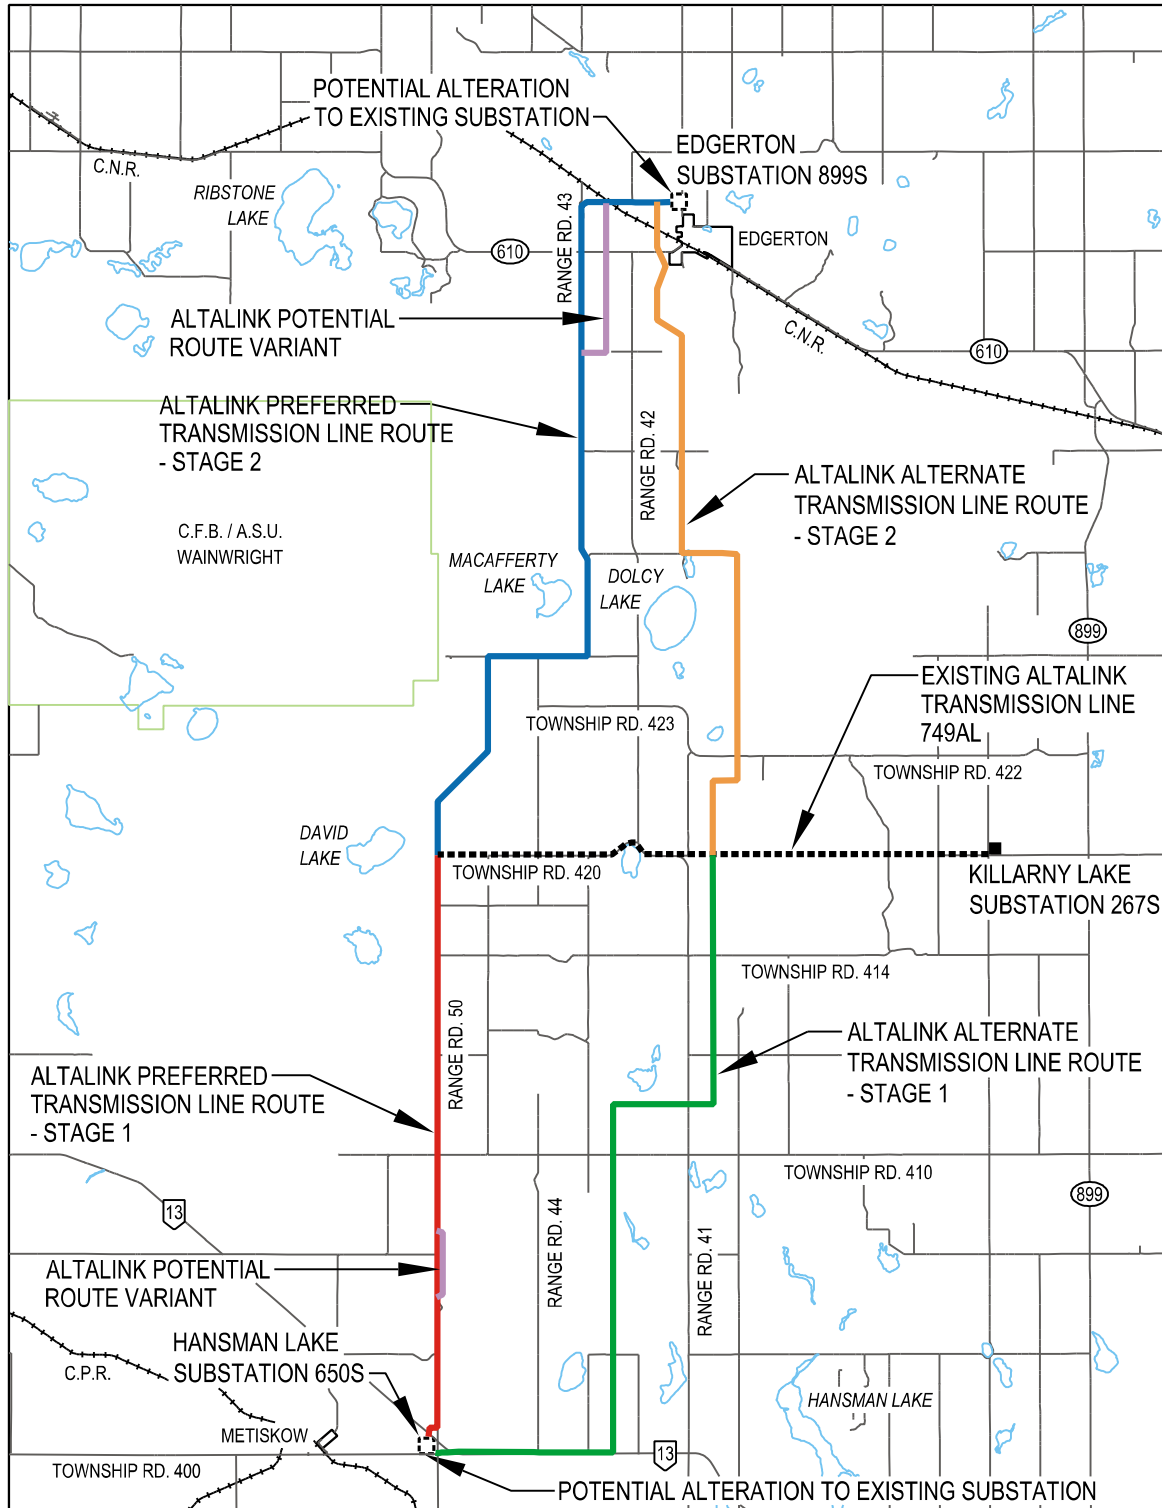 POTENTIAL ALTERATION
TO EXISTING SUBSTATION
EDGERTON
SUBSTATION 899S
C.N.R.
RIBSTONE
LAKE
RANGE RD. 43
610
EDGERTON
ALTALINK POTENTIAL
ROUTE VARIANT
C.N.R.
610
ALTALINK PREFERRED
TRANSMISSION LINE ROUTE
- STAGE 2
RANGE RD. 42
ALTALINK ALTERNATE
TRANSMISSION LINE ROUTE
- STAGE 2
C.F.B. / A.S.U.
WAINWRIGHT
MACAFFERTY
LAKE
DOLCY
LAKE
899
EXISTING ALTALINK
TRANSMISSION LINE
749AL
TOWNSHIP RD. 423
TOWNSHIP RD. 422
DAVID
LAKE
TOWNSHIP RD. 420
KILLARNY LAKE
SUBSTATION 267S
TOWNSHIP RD. 414
RANGE RD. 50
ALTALINK ALTERNATE
TRANSMISSION LINE ROUTE
- STAGE 1
ALTALINK PREFERRED
TRANSMISSION LINE ROUTE
- STAGE 1
TOWNSHIP RD. 410
899
13
RANGE RD. 44
RANGE RD. 41
ALTALINK POTENTIAL
ROUTE VARIANT
HANSMAN LAKE
SUBSTATION 650S
C.P.R.
HANSMAN LAKE
METISKOW
13
TOWNSHIP RD. 400
POTENTIAL ALTERATION TO EXISTING SUBSTATION